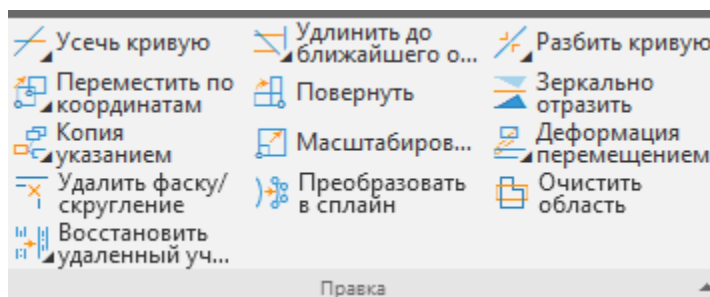 Усечь кривую
Удлинить до
ближайшего о...
Разбить кривую
Переместить по
координатам
Повернуть
Зеркально
отразить
Копия
указанием
Масштабиров...
Деформация
перемещением
Удалить фаску/
скругление
Преобразовать
в сплайн
Очистить
область
Восстановить
удаленный уч...
Правка